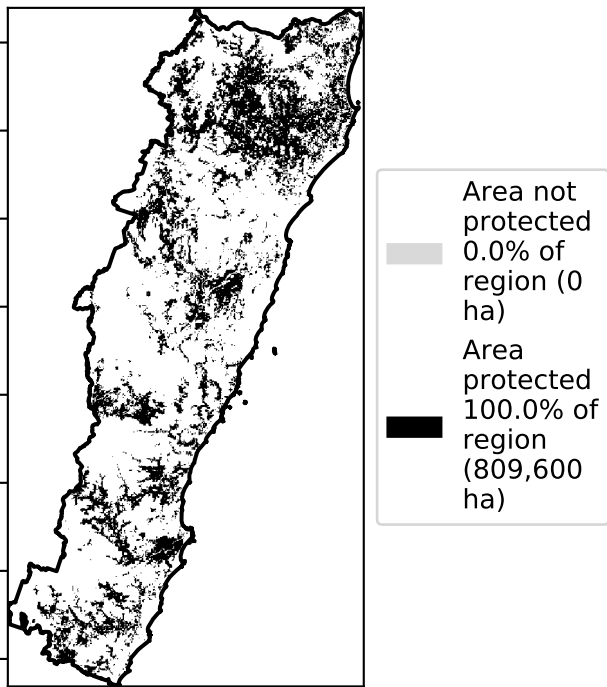 Area not
protected
0.0% of
region (0
ha)
Area
protected
100.0% of
region
(809,600
ha)